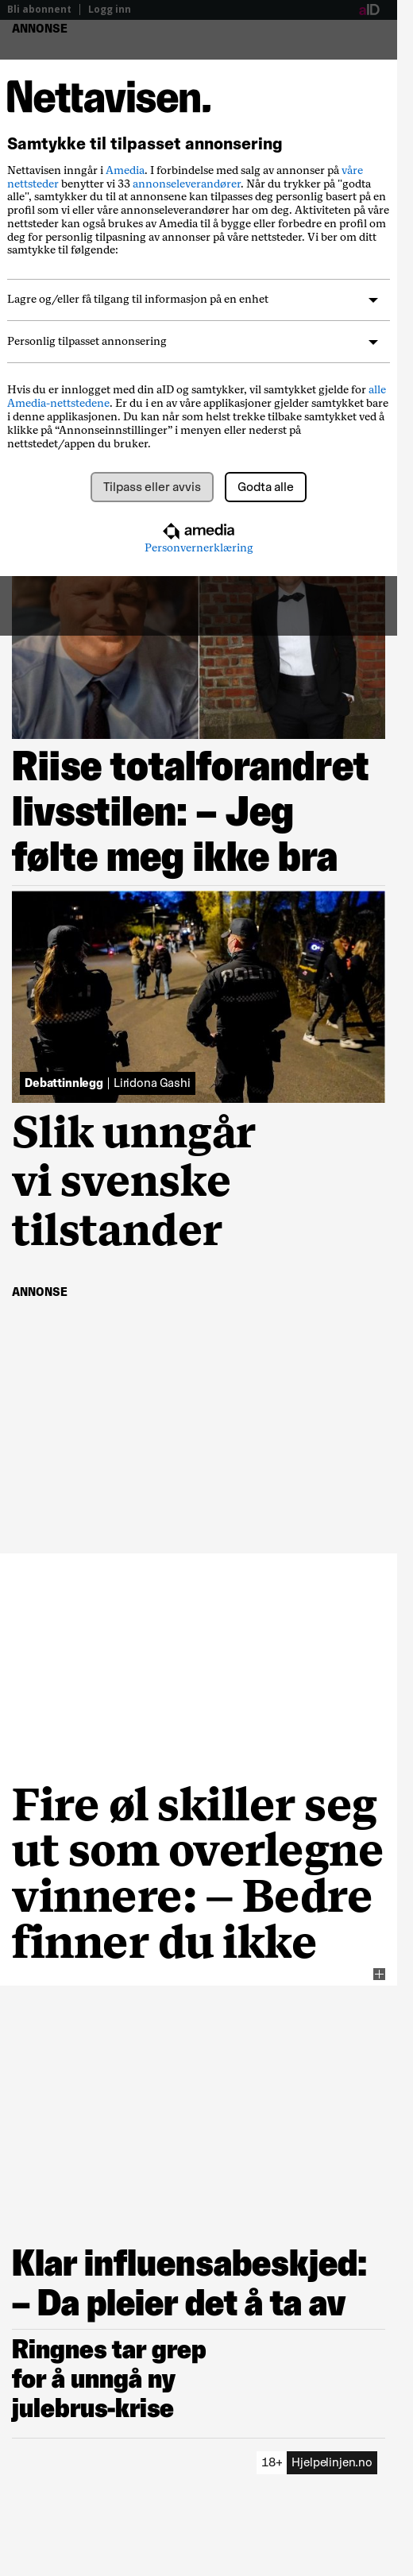 Bli abonnent | Logg inn aID
ANNONSE
Nettavisen.
Samtykke til tilpasset annonsering
Nettavisen inngår i Amedia. I forbindelse med salg av annonser på våre
nettsteder benytter vi 33 annonseleverandører. Når du trykker på "godta
alle", samtykker du til at annonsene kan tilpasses deg personlig basert på en
profil som vi eller våre annonseleverandører har om deg. Aktiviteten på våre
nettsteder kan også brukes av Amedia til å bygge eller forbedre en profil om
deg for personlig tilpasning av annonser på våre nettsteder. Vi ber om ditt
samtykke til følgende:
Lagre og/eller få tilgang til informasjon på en enhet
Personlig tilpasset annonsering
Hvis du er innlogget med din aID og samtykker, vil samtykket gjelde for alle
Amedia-nettstedene. Er du i en av våre applikasjoner gjelder samtykket bare
i denne applikasjonen. Du kan når som helst trekke tilbake samtykket ved å
klikke på “Annonseinnstillinger” i menyen eller nederst på
nettstedet/appen du bruker.
Tilpass eller avvis Godta alle
amedia
Personvernerklæring
Riise totalforandret
livsstilen: – Jeg
følte meg ikke bra
POLITI
Debattinnlegg | Liridona Gashi
Slik unngår
vi svenske
tilstander
ANNONSE
Fire øl skiller seg
ut som overlegne
vinnere: – Bedre
finner du ikke
Klar influensabeskjed:
– Da pleier det å ta av
Ringnes tar grep
for å unngå ny
julebrus-krise
18+ Hjelpelinjen.no